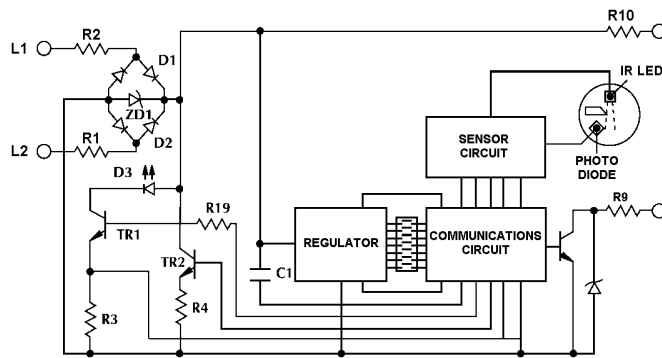 R10
R2
L1
D1
IR LED
ZD1
SENSOR
CIRCUIT
R1
D2
L2
PHOTO
DIODE
D3
R19
R9
TR1
REGULATOR
COMMUNICATIONS
CIRCUIT
TR2
C1
R4
R3